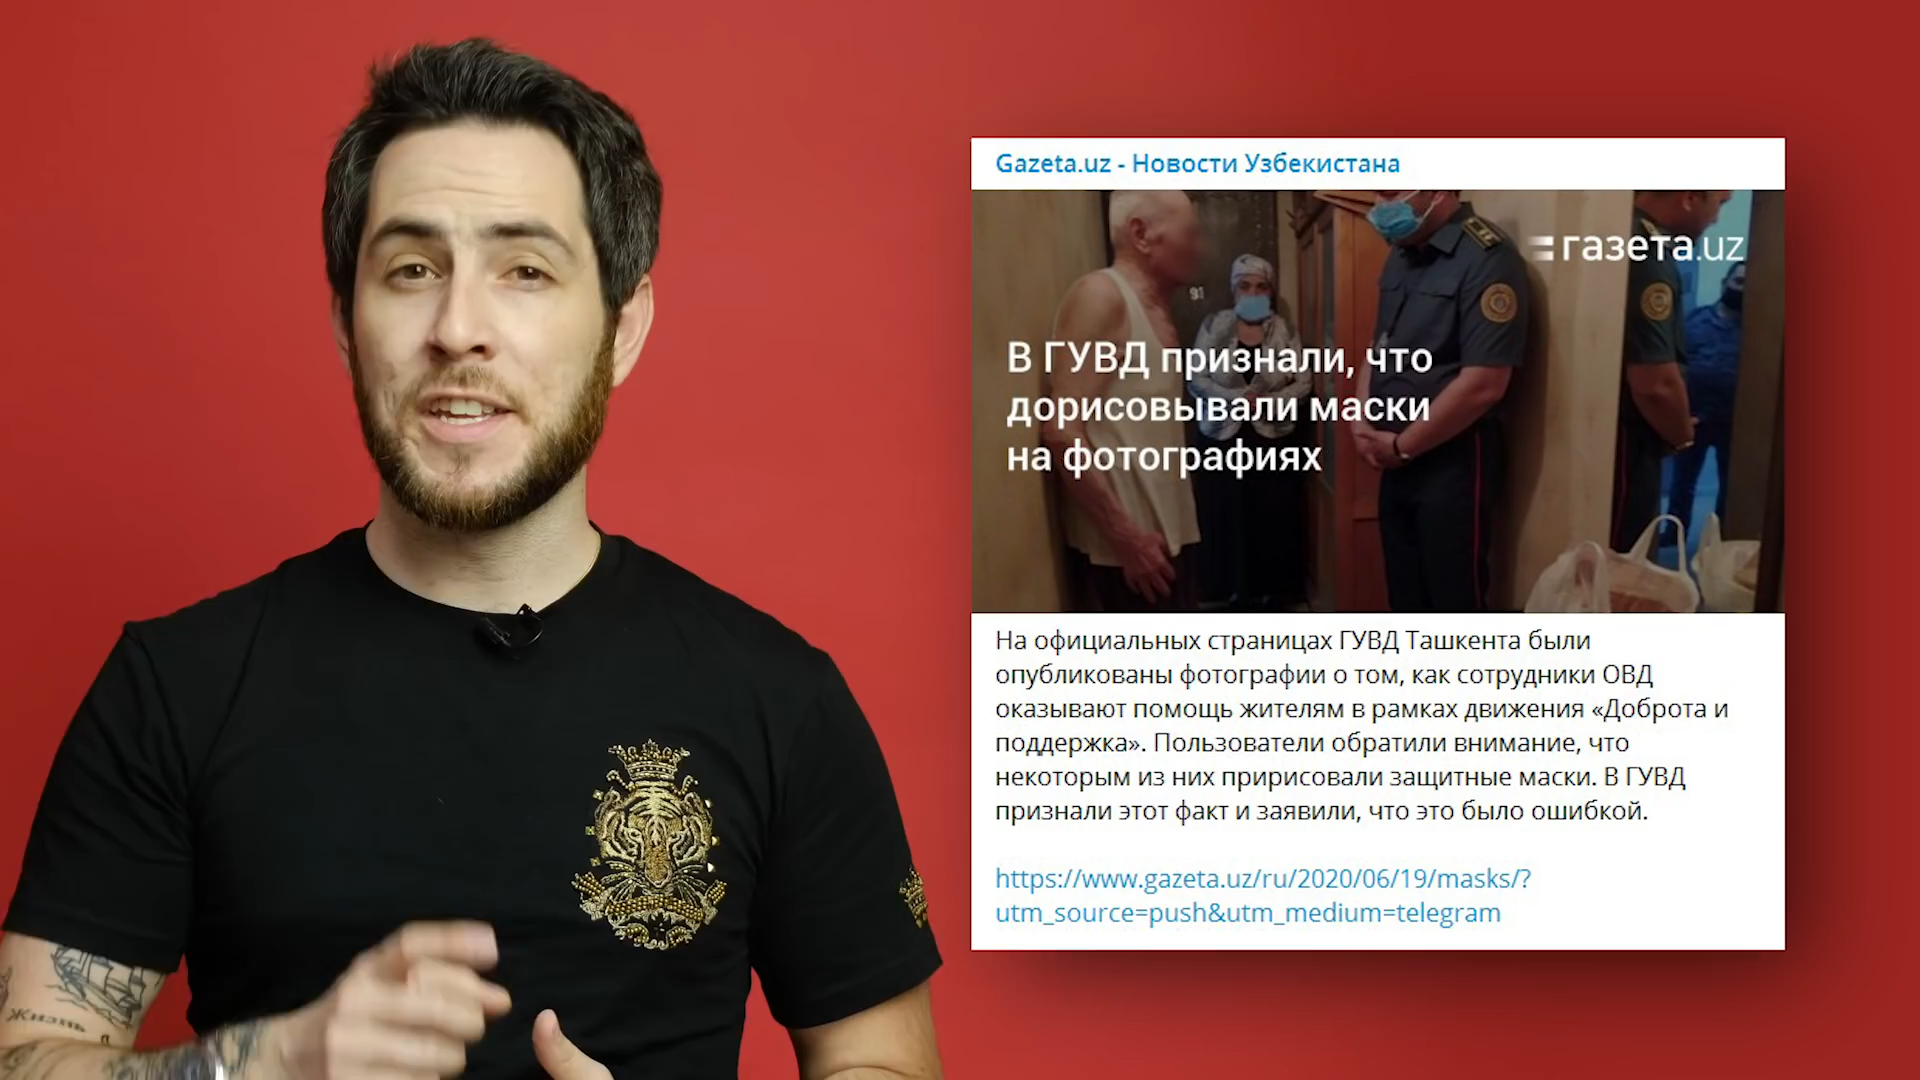 Gazeta.uz - Новости Узбекистана
газета.uz
91
В ГУВД признали, что
дорисовывали маски
на фотографиях
На официальных страницах ГУВД Ташкента были
опубликованы фотографии о том, как сотрудники ОВД
оказывают помощь жителям в рамках движения «Доброта и
поддержка». Пользователи обратили внимание, что
некоторым из них пририсовали защитные маски. В ГУВД
признали этот факт и заявили, что это было ошибкой.
https://www.gazeta.uz/ru/2020/06/19/masks/?
utm_source=push&utm_medium=telegram
Жизнь